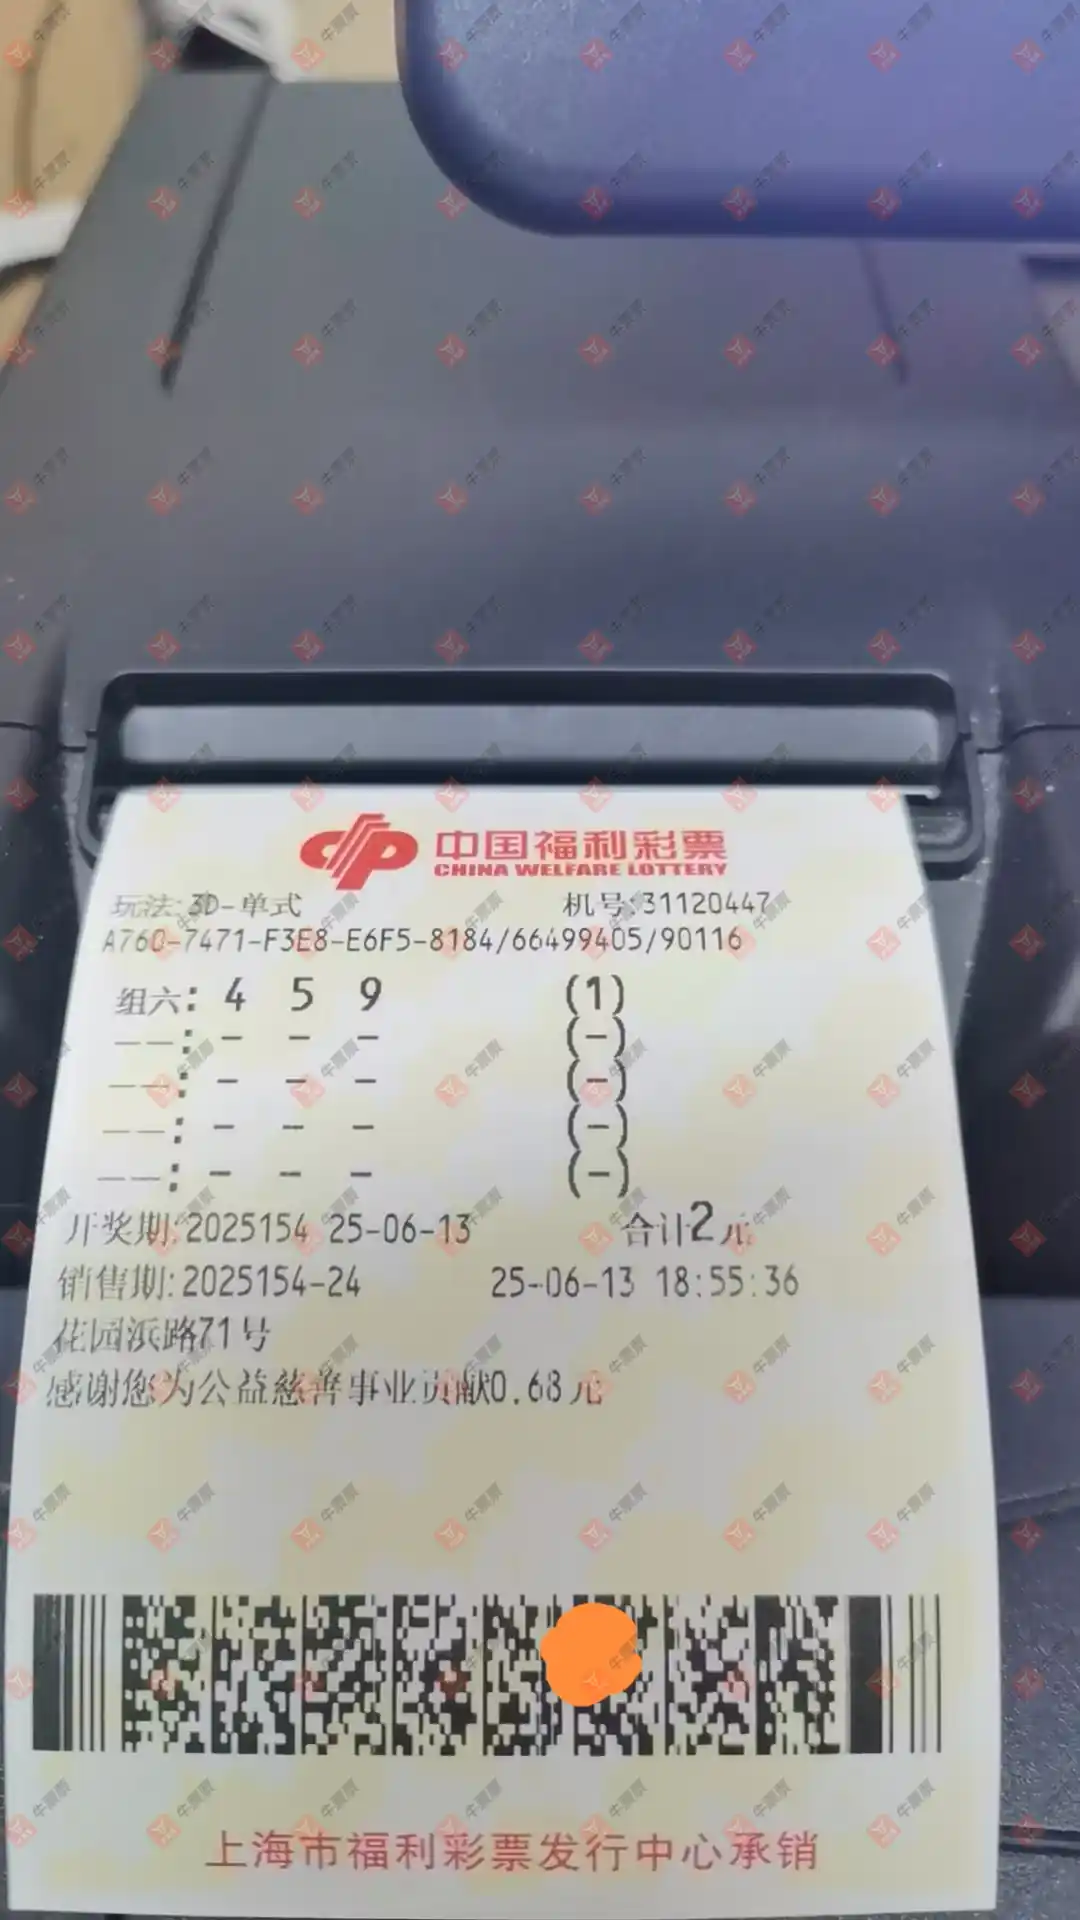 中国福利彩票
CHINA WELFARE LOTTERY
玩法:3D-单式 机号:31120447
A760-7471-F3E8-E6F5-8184/66499405/90116
组六: 4 5 9 (1)
--: - - - (-)
--: - - - (-)
--: - - - (-)
--: - - - (-)
开奖期:2025154 25-06-13 合计2元
销售期:2025154-24 25-06-13 18:55:36
花园浜路71号
感谢您为公益慈善事业贡献0.68元
上海市福利彩票发行中心承销
牛票票